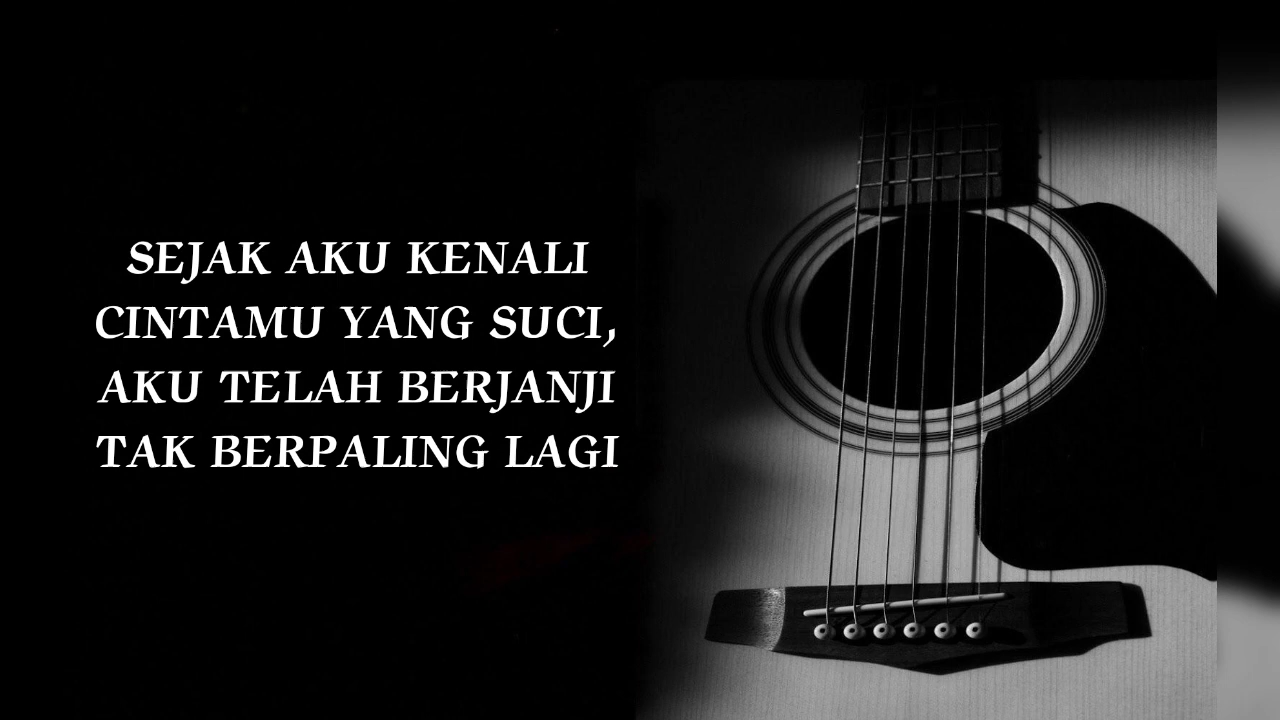 SEJAK AKU KENALI
CINTAMU YANG SUCI,
AKU TELAH BERJANJI
TAK BERPALING LAGI